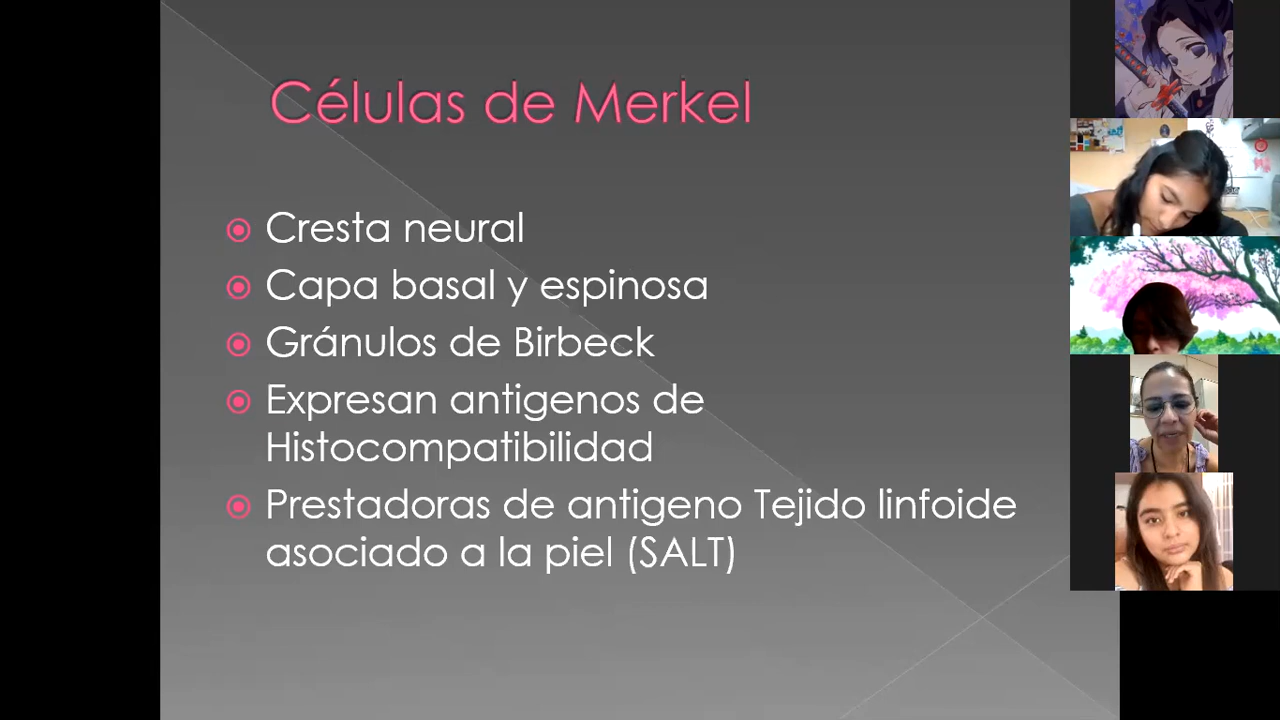 Células de Merkel
Cresta neural
Capa basal y espinosa
Gránulos de Birbeck
Expresan antigenos de
Histocompatibilidad
Prestadoras de antigeno Tejido linfoide
asociado a la piel (SALT)